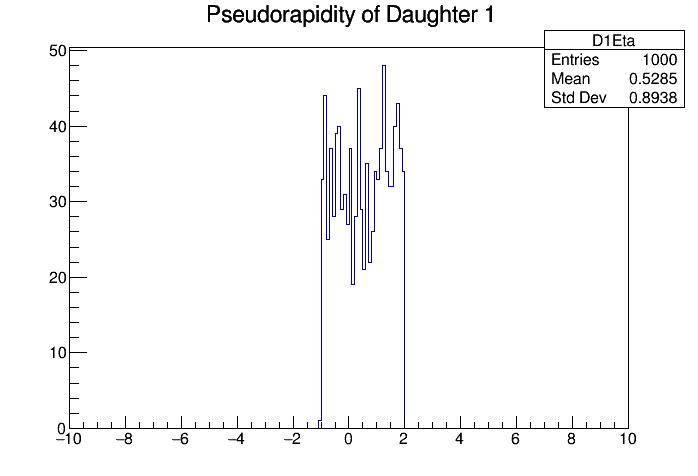 Pseudorapidity of Daughter 1
D1Eta
Entries 1000
Mean 0.5285
Std Dev 0.8938
50
40
30
20
10
0
−10 −8 −6 −4 −2 0 2 4 6 8 10